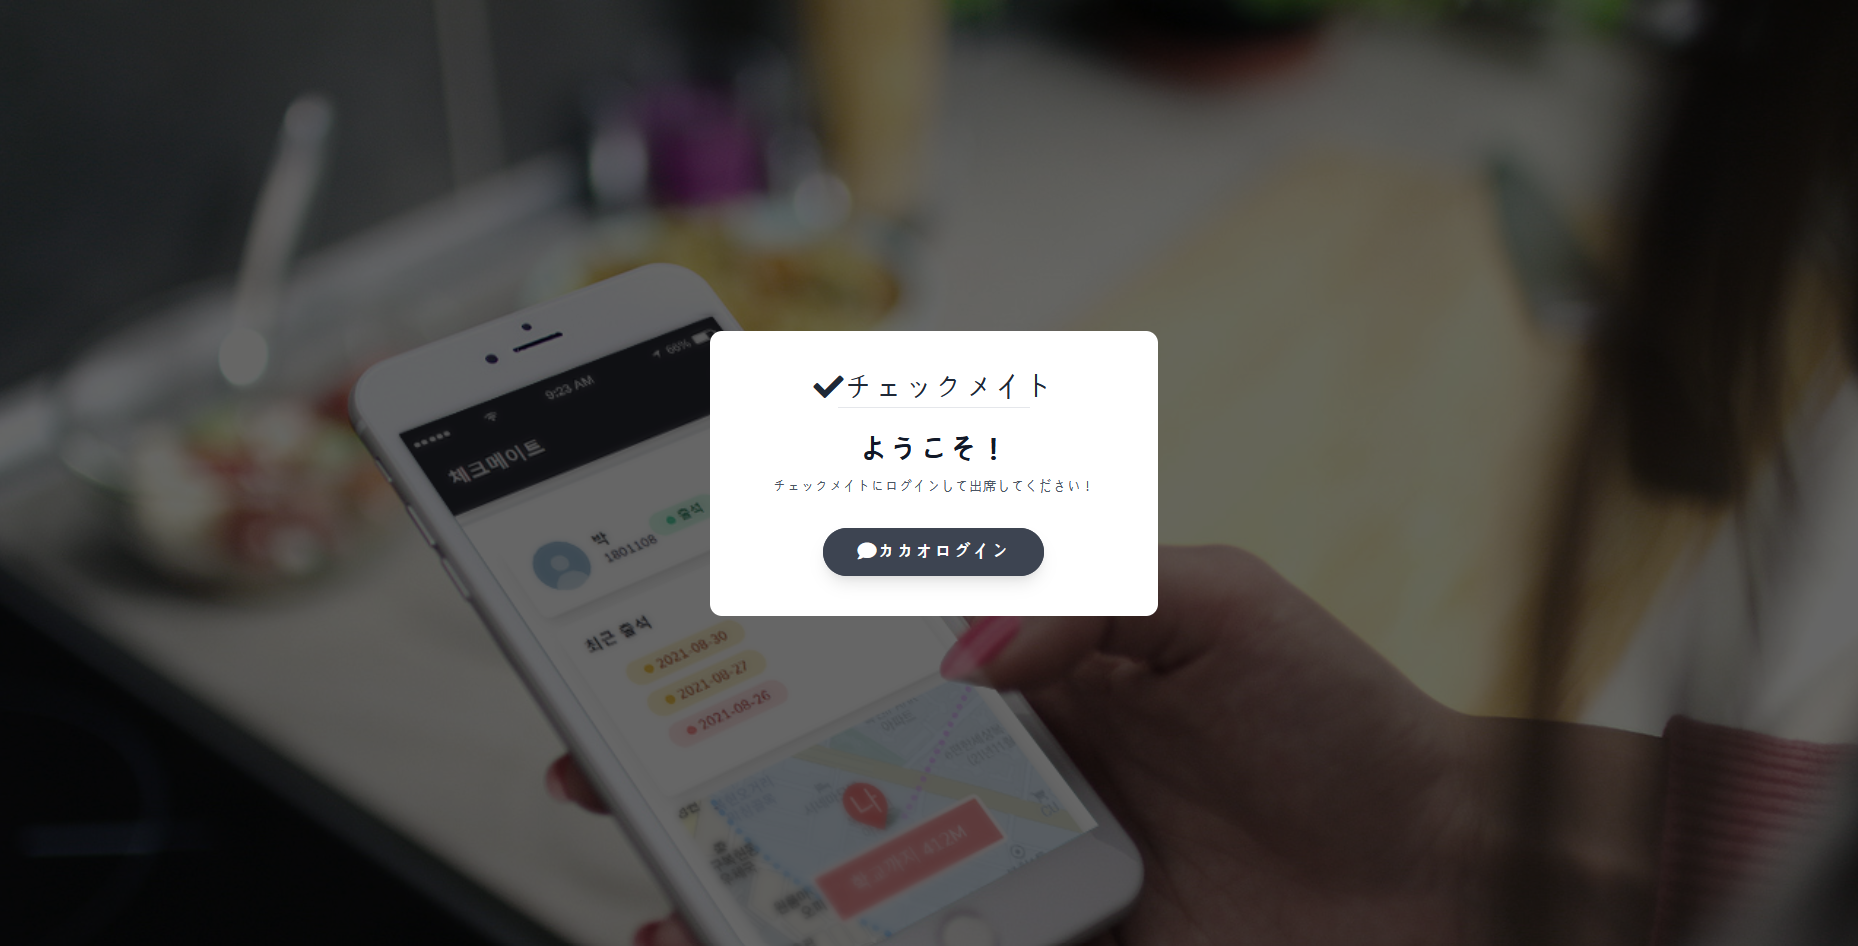 チェックメイト
ようこそ！
チェックメイトにログインして出席してください！
カカオログイン
9:23 AM
66%
체크메이트
박
출석
1801108
최근 출석
2021-08-30
2021-08-27
2021-08-26
나
412M
CU